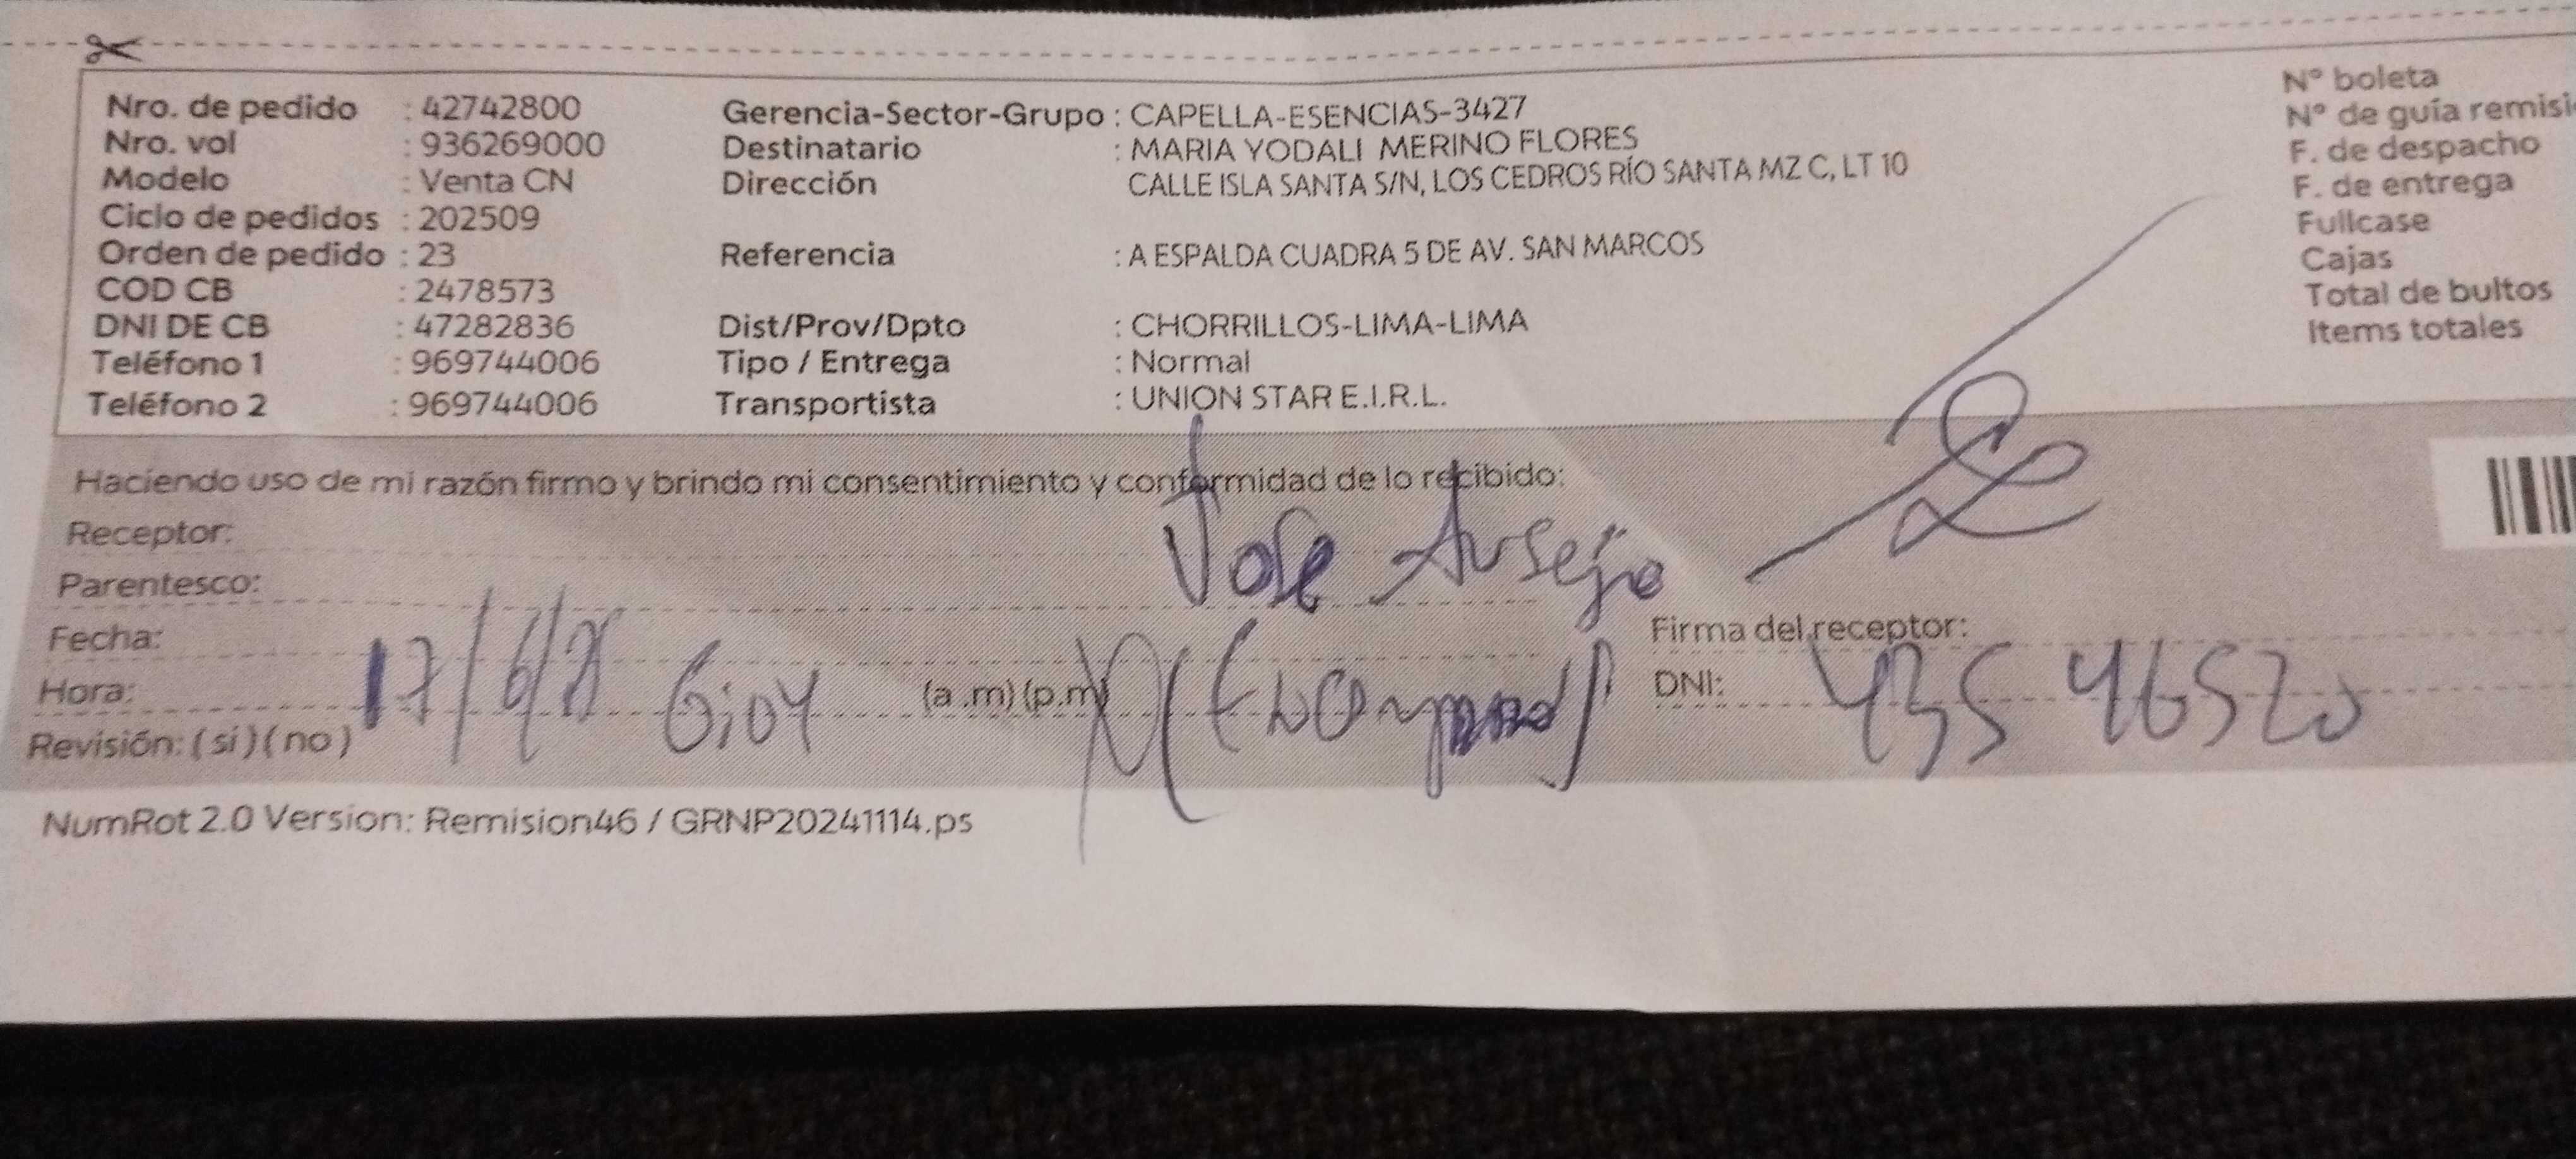 Nro. de pedido : 42742800 Gerencia-Sector-Grupo : CAPELLA-ESENCIAS-3427 N° boleta
Nro. vol : 936269000 Destinatario : MARIA YODALI MERINO FLORES N° de guía remisi
Modelo : Venta CN Dirección CALLE ISLA SANTA S/N, LOS CEDROS RÍO SANTA MZ C, LT 10 F. de despacho
Ciclo de pedidos : 202509 F. de entrega
Orden de pedido : 23 Referencia : A ESPALDA CUADRA 5 DE AV. SAN MARCOS Fullcase
COD CB : 2478573 Cajas
DNI DE CB : 47282836 Dist/Prov/Dpto : CHORRILLOS-LIMA-LIMA Total de bultos
Teléfono 1 : 969744006 Tipo / Entrega : Normal Items totales
Teléfono 2 : 969744006 Transportista : UNION STAR E.I.R.L.
Haciendo uso de mi razón firmo y brindo mi consentimiento y conformidad de lo recibido:
Receptor: Jose
Parentesco:
Fecha: 17/6/ Firma del receptor:
Hora: 6:04 (a.m) (p.m) DNI: 43546520
Revisión: ( si ) ( no )
NumRot 2.0 Version: Remision46 / GRNP20241114.ps